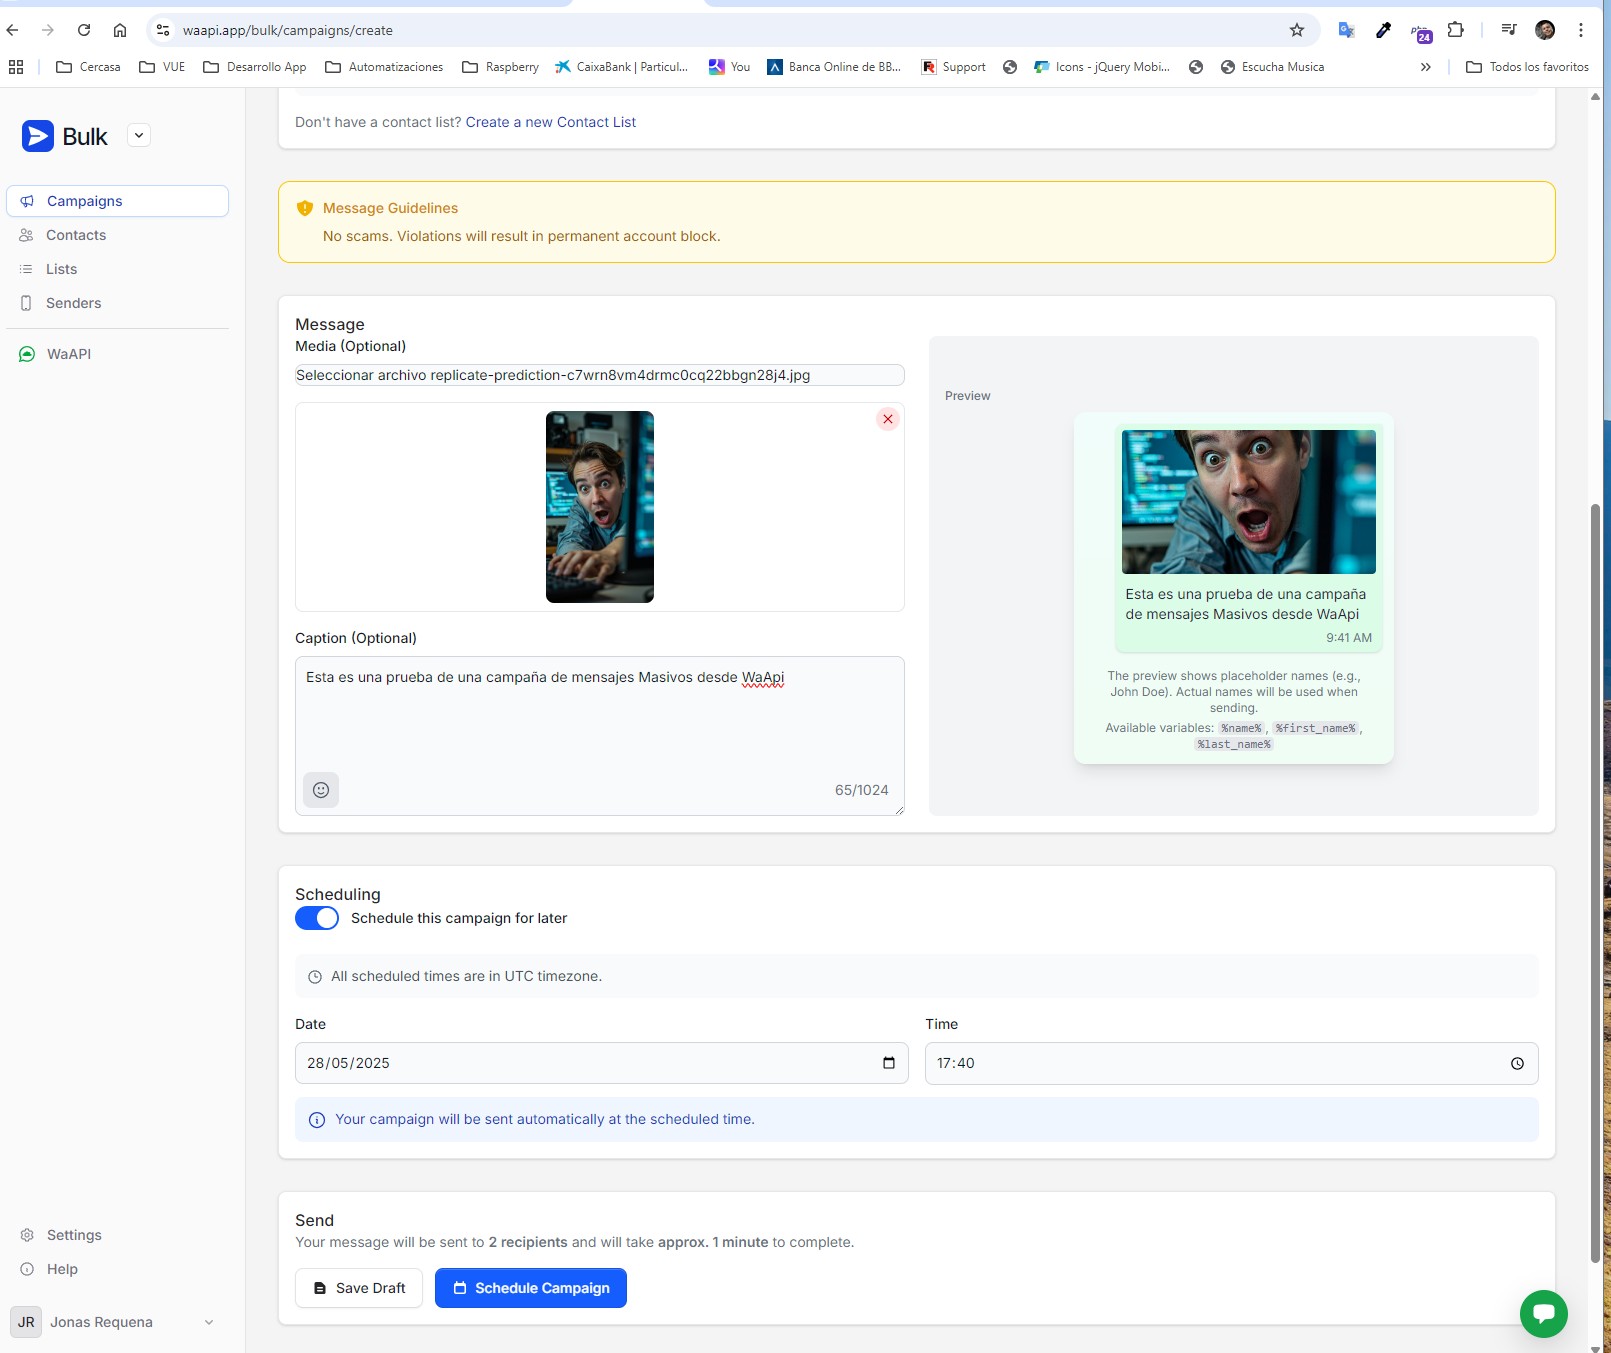 waapi.app/bulk/campaigns/create
24
Cercasa
VUE
Desarrollo App
Automatizaciones
Raspberry
CaixaBank | Particul...
You
Banca Online de BB...
Support
Icons - jQuery Mobi...
Escucha Musica
Todos los favoritos
Bulk
Campaigns
Contacts
Lists
Senders
WaAPI
Settings
Help
JR
Jonas Requena
Don't have a contact list? Create a new Contact List
Message Guidelines
No scams. Violations will result in permanent account block.
Message
Media (Optional)
Seleccionar archivo replicate-prediction-c7wrn8vm4drmc0cq22bbgn28j4.jpg
Caption (Optional)
Esta es una prueba de una campaña de mensajes Masivos desde WaApi
65/1024
Preview
Esta es una prueba de una campaña
de mensajes Masivos desde WaApi
9:41 AM
The preview shows placeholder names (e.g.,
John Doe). Actual names will be used when
sending.
Available variables: %name%, %first_name%,
%last_name%
Scheduling
Schedule this campaign for later
All scheduled times are in UTC timezone.
Date
28/05/2025
Time
17:40
Your campaign will be sent automatically at the scheduled time.
Send
Your message will be sent to 2 recipients and will take approx. 1 minute to complete.
Save Draft
Schedule Campaign